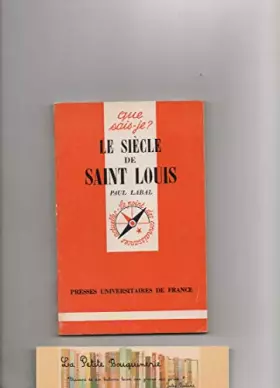 que
sais-je?
LE SIÈCLE
DE
SAINT LOUIS
PAUL LABAL
PRESSES UNIVERSITAIRES DE FRANCE
La Petite Bouquinerie